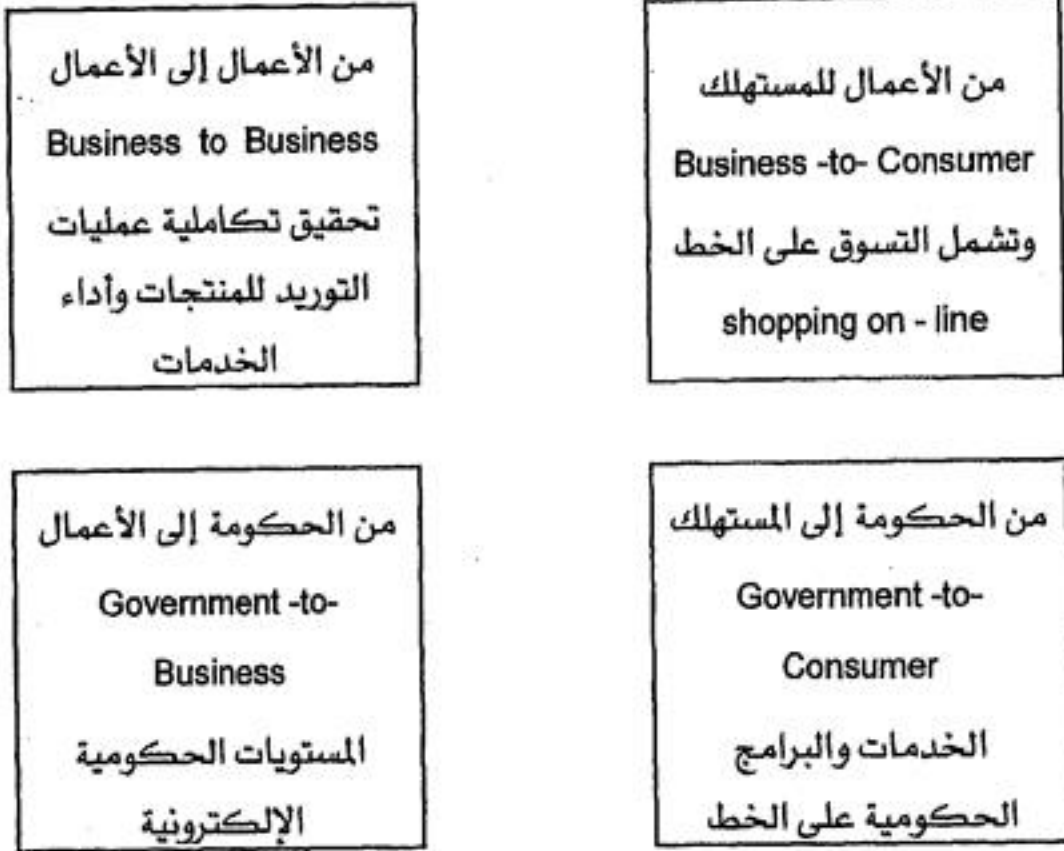 من الأعمال للمستهلك
Business -to- Consumer
وتشمل التسوق على الخط
shopping on - line
من الأعمال إلى الأعمال
Business to Business
تحقيق تكاملية عمليات
التوريد للمنتجات وأداء
الخدمات
من الحكومة إلى المستهلك
Government -to-
Consumer
الخدمات والبرامج
الحكومية على الخط
من الحكومة إلى الأعمال
Government -to-
Business
المستويات الحكومية
الإلكترونية